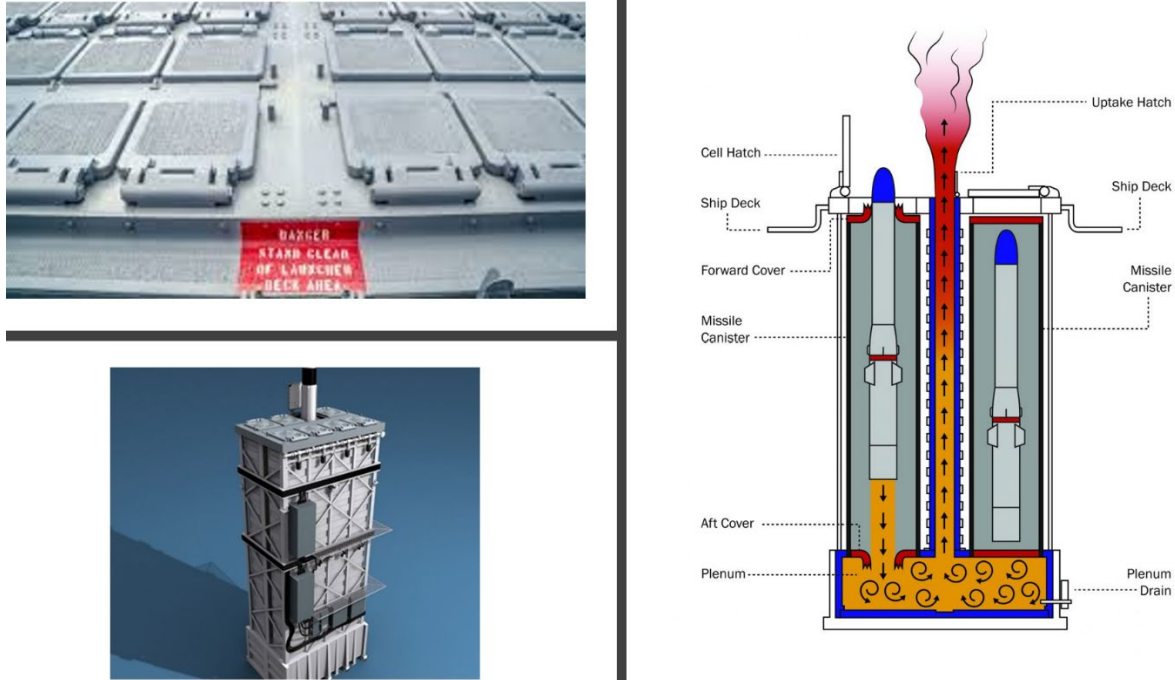 DANGER
STAND CLEAR
OF LAUNCHER
DECK AREA
Uptake Hatch
Cell Hatch
Ship Deck
Ship Deck
Forward Cover
Missile
Canister
Missile
Canister
Aft Cover
Plenum
Plenum
Drain